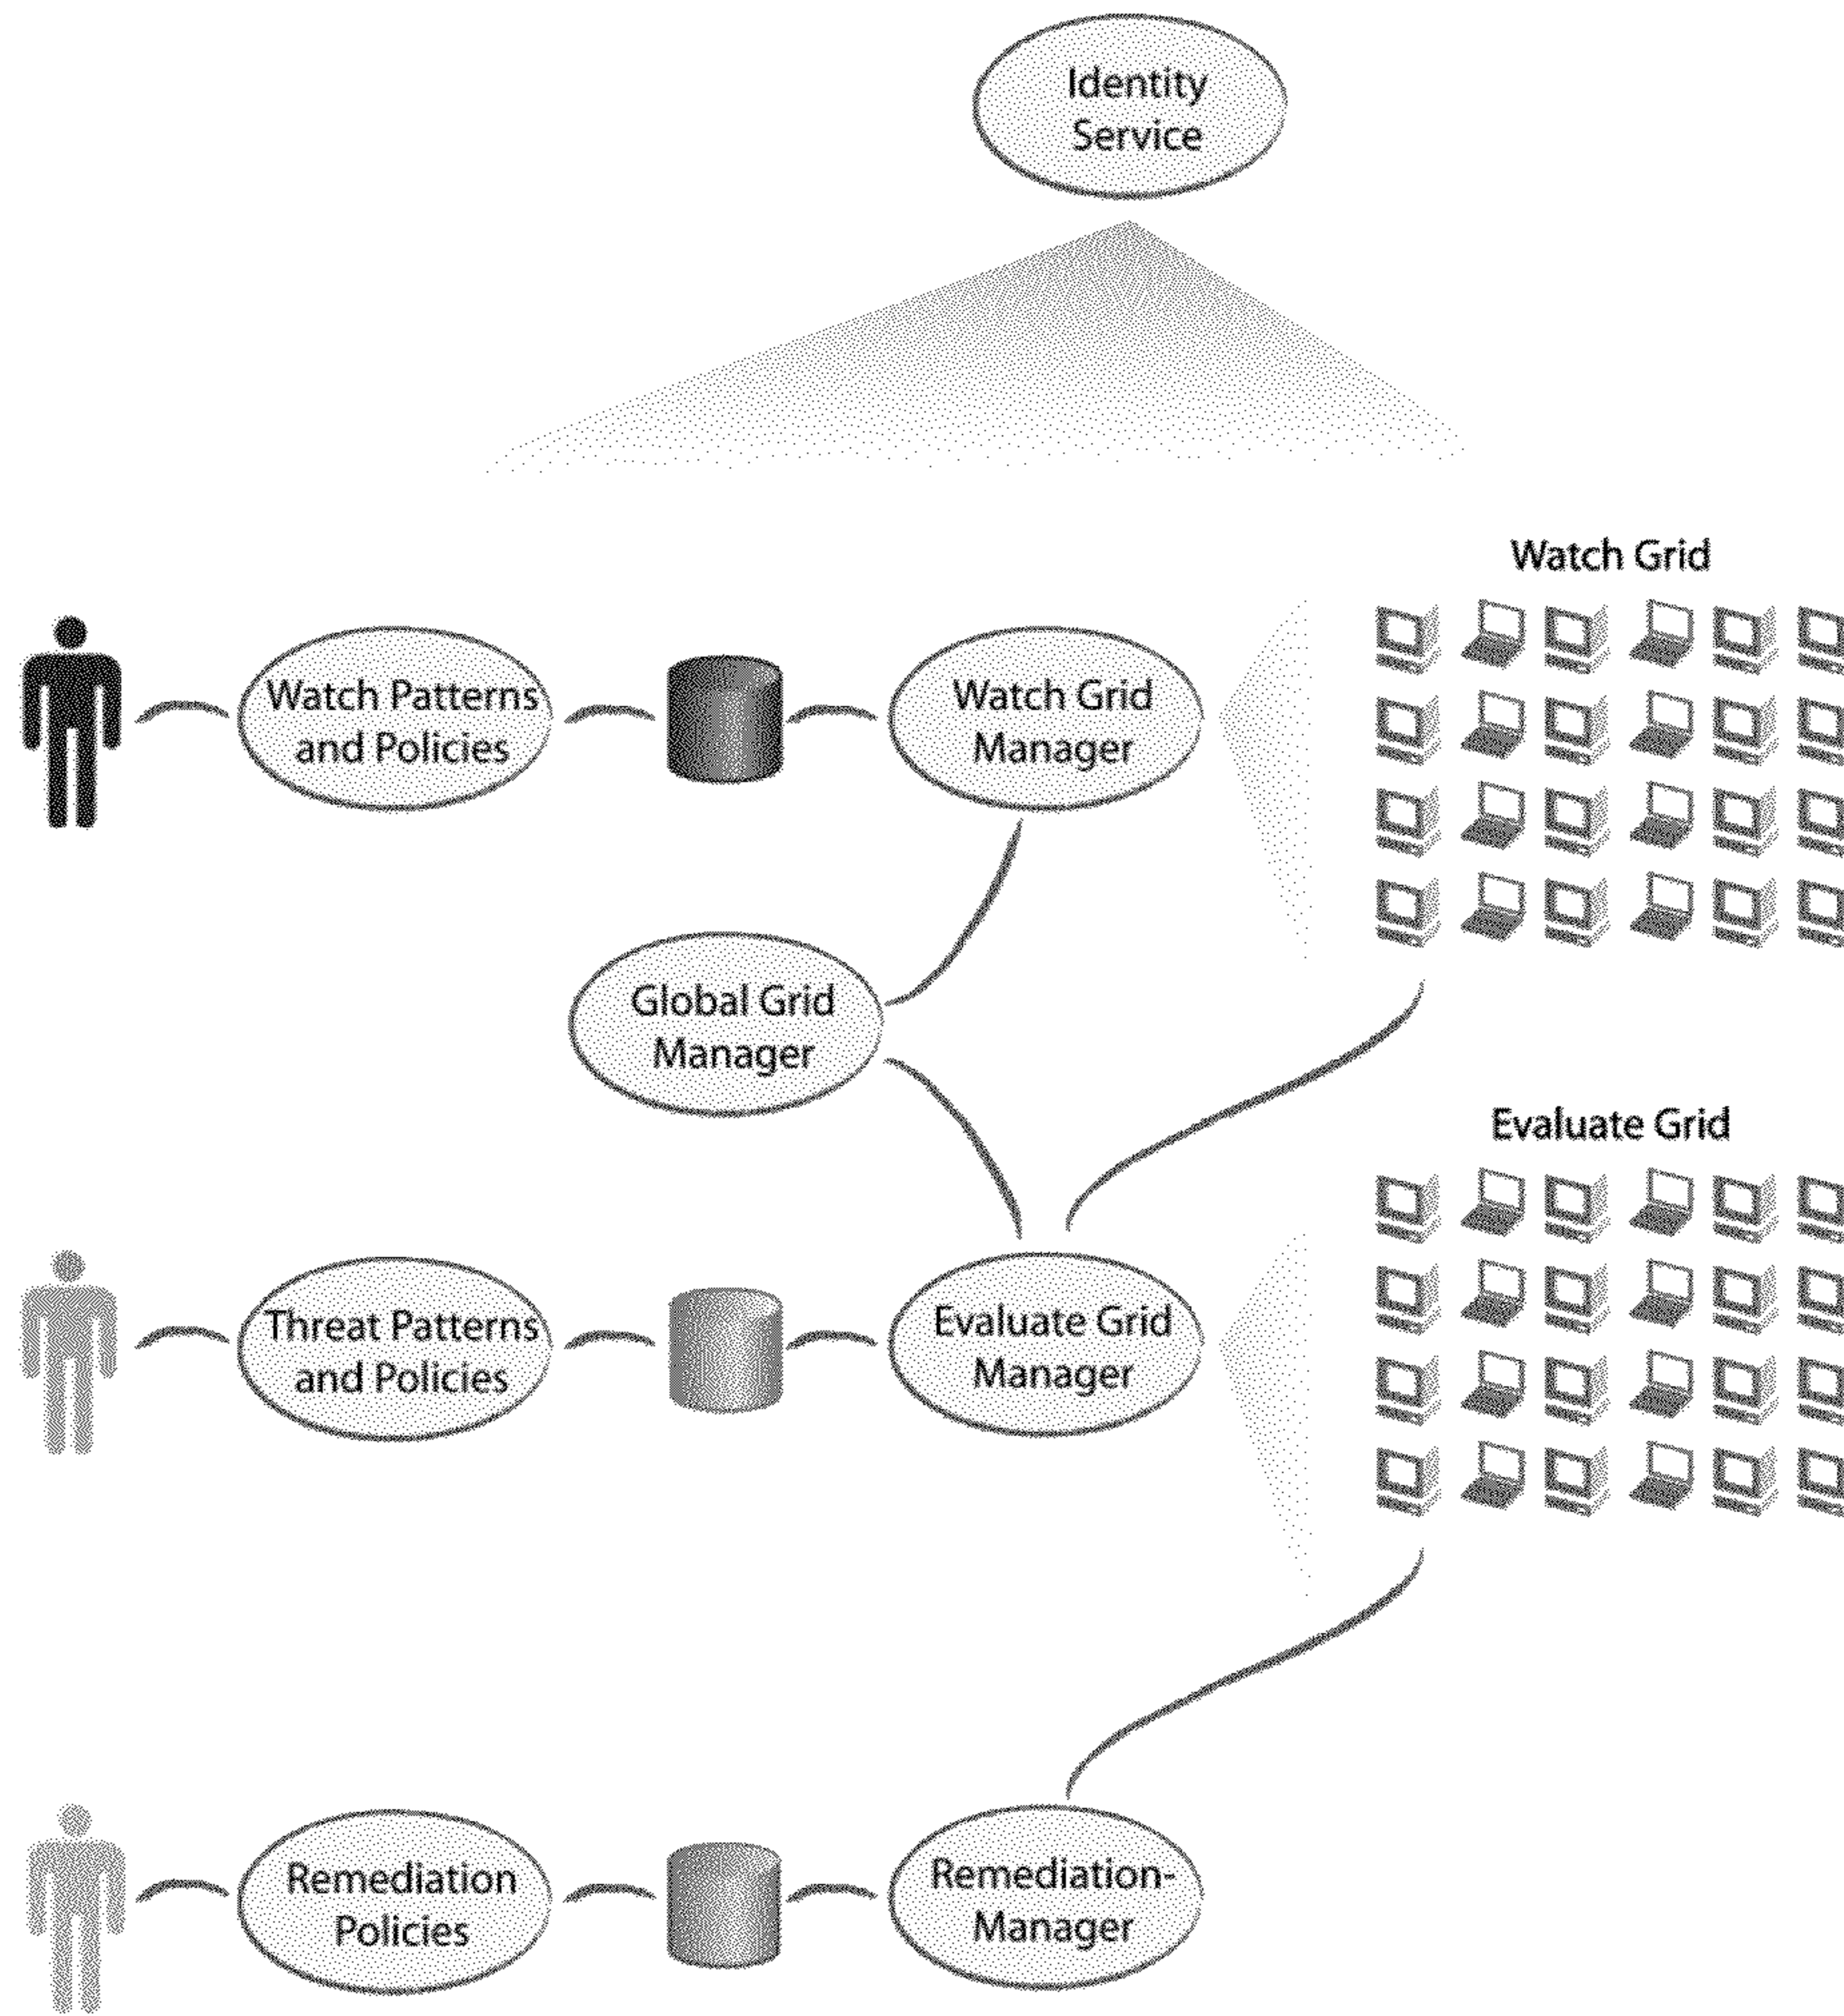 Identity
Service
Watch Grid
Watch Patterns
and Policies
Watch Grid
Manager
Global Grid
Manager
Evaluate Grid
Threat Patterns
and Policies
Evaluate Grid
Manager
Remediation
Policies
Remediation-
Manager